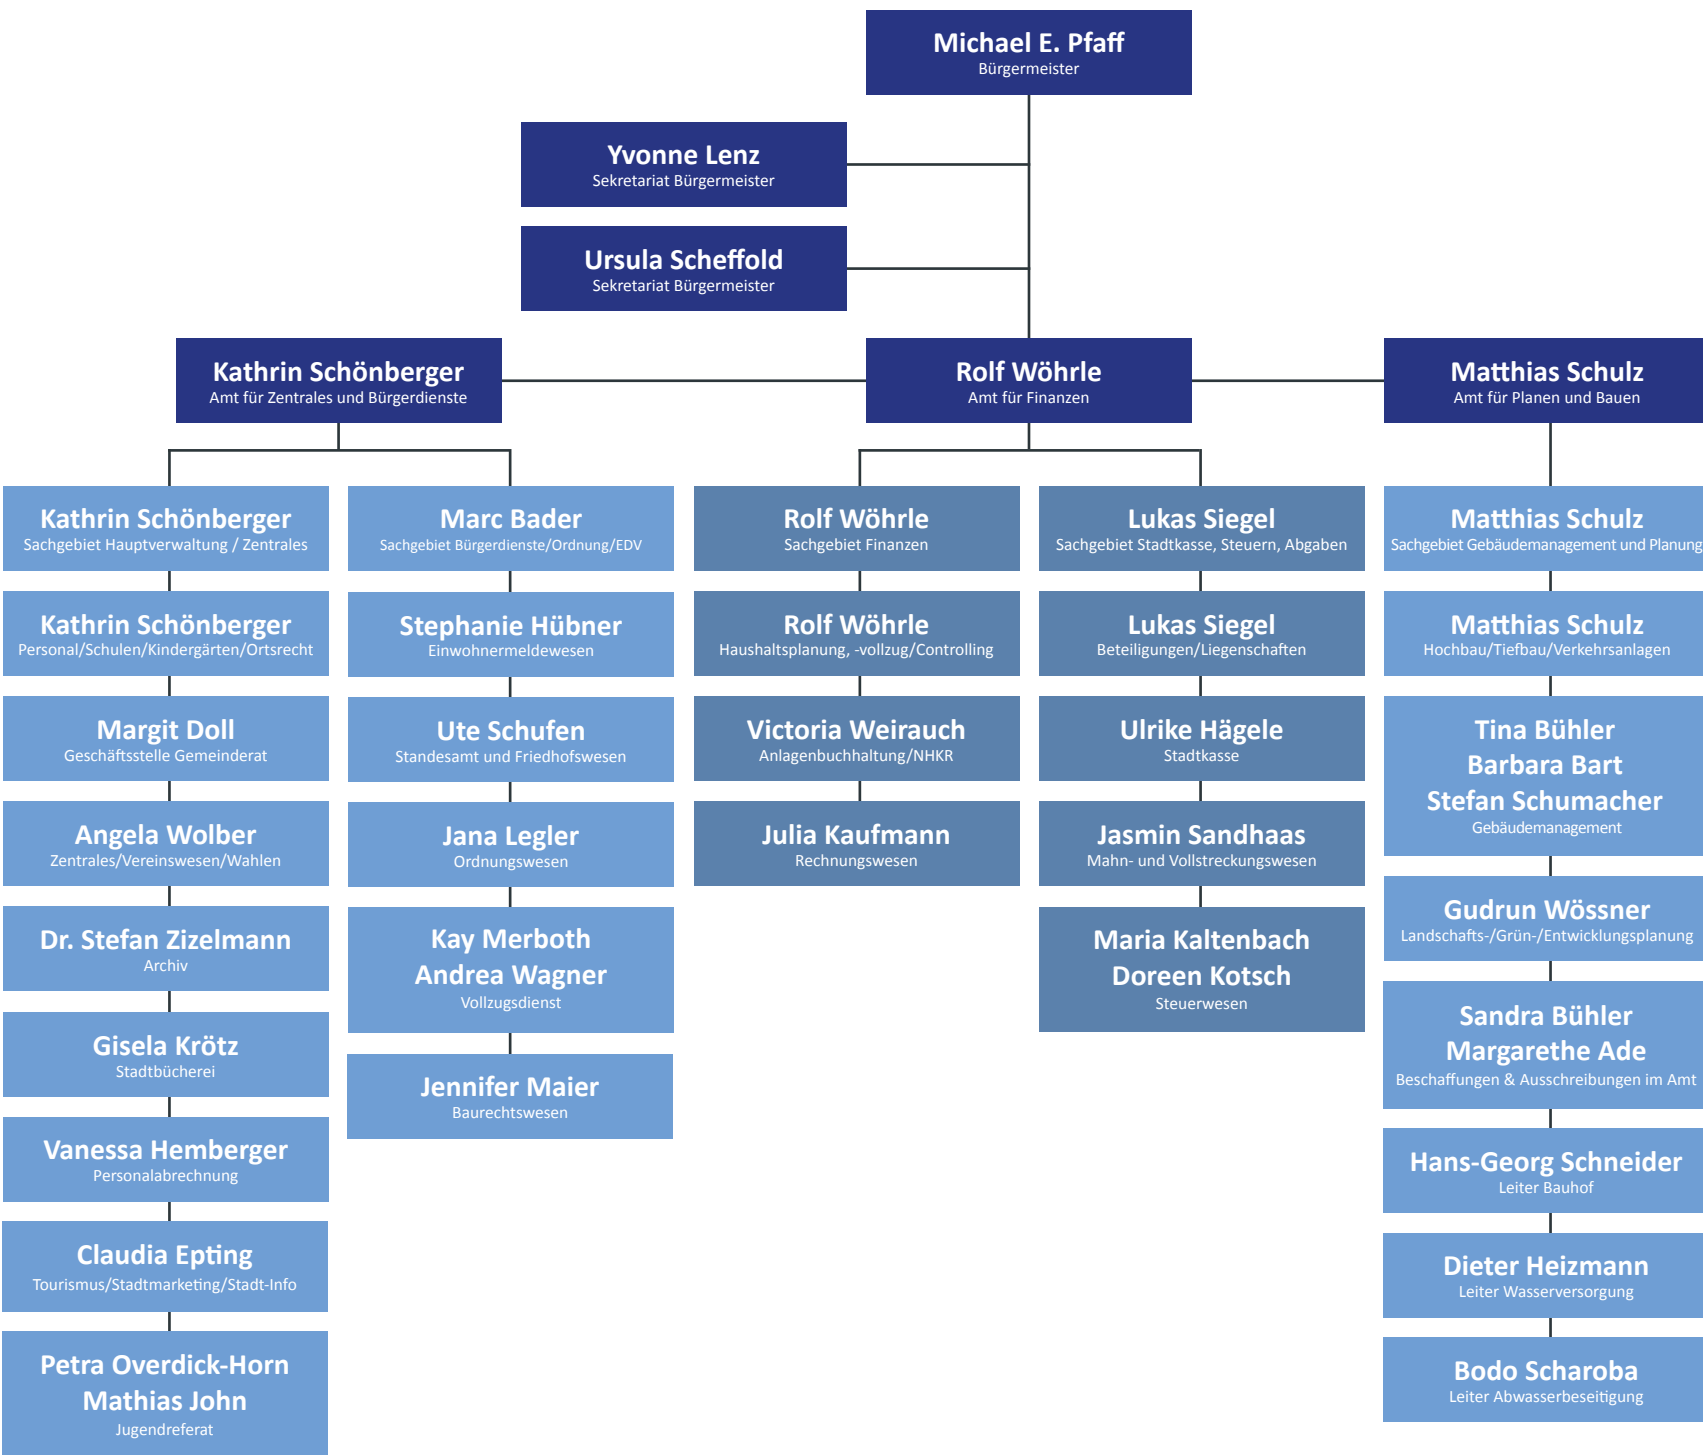 Michael E. Pfaff
Bürgermeister
Yvonne Lenz
Sekretariat Bürgermeister
Ursula Scheffold
Sekretariat Bürgermeister
Kathrin Schönberger
Amt für Zentrales und Bürgerdienste
Rolf Wöhrle
Amt für Finanzen
Matthias Schulz
Amt für Planen und Bauen
Kathrin Schönberger
Sachgebiet Hauptverwaltung / Zentrales
Kathrin Schönberger
Personal/Schulen/Kindergärten/Ortsrecht
Margit Doll
Geschäftsstelle Gemeinderat
Angela Wolber
Zentrales/Vereinswesen/Wahlen
Dr. Stefan Zizelmann
Archiv
Gisela Krötz
Stadtbücherei
Vanessa Hemberger
Personalabrechnung
Claudia Epting
Tourismus/Stadtmarketing/Stadt-Info
Petra Overdick-Horn
Mathias John
Jugendreferat
Marc Bader
Sachgebiet Bürgerdienste/Ordnung/EDV
Stephanie Hübner
Einwohnermeldewesen
Ute Schufen
Standesamt und Friedhofswesen
Jana Legler
Ordnungswesen
Kay Merboth
Andrea Wagner
Vollzugsdienst
Jennifer Maier
Baurechtswesen
Rolf Wöhrle
Sachgebiet Finanzen
Rolf Wöhrle
Haushaltsplanung, -vollzug/Controlling
Victoria Weirauch
Anlagenbuchhaltung/NHKR
Julia Kaufmann
Rechnungswesen
Lukas Siegel
Sachgebiet Stadtkasse, Steuern, Abgaben
Lukas Siegel
Beteiligungen/Liegenschaften
Ulrike Hägele
Stadtkasse
Jasmin Sandhaas
Mahn- und Vollstreckungswesen
Maria Kaltenbach
Doreen Kotsch
Steuerwesen
Matthias Schulz
Sachgebiet Gebäudemanagement und Planung
Matthias Schulz
Hochbau/Tiefbau/Verkehrsanlagen
Tina Bühler
Barbara Bart
Stefan Schumacher
Gebäudemanagement
Gudrun Wössner
Landschafts-/Grün-/Entwicklungsplanung
Sandra Bühler
Margarethe Ade
Beschaffungen & Ausschreibungen im Amt
Hans-Georg Schneider
Leiter Bauhof
Dieter Heizmann
Leiter Wasserversorgung
Bodo Scharoba
Leiter Abwasserbeseitigung